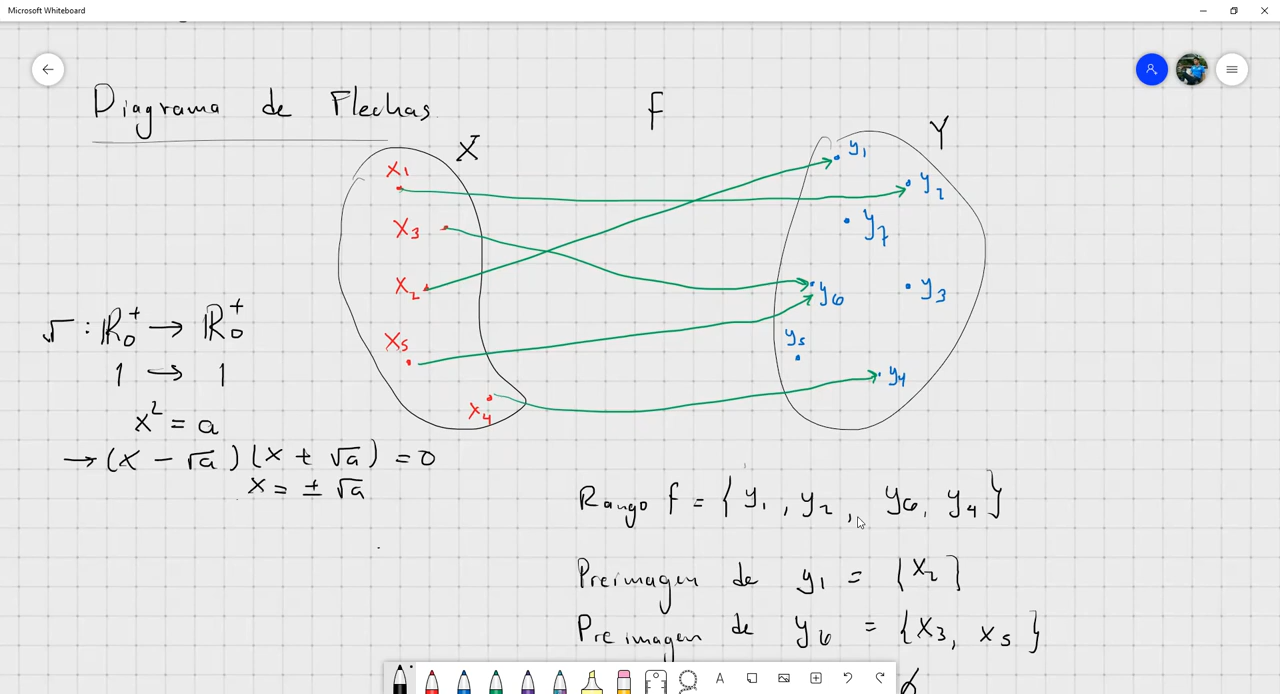 Microsoft Whiteboard
Diagrama de Flechas
f
X
Y
x1
x3
x2
x5
x4
y1
y2
y7
y6
y3
y5
y4
√ : ℝ₀⁺ → ℝ₀⁺
1 → 1
x² = a
→ (x - √a)(x + √a) = 0
x = ± √a
Rango f = {y1, y2, y6, y4}
Preimagen de y1 = {x2}
Preimagen de y6 = {x3, x5}
∅
A